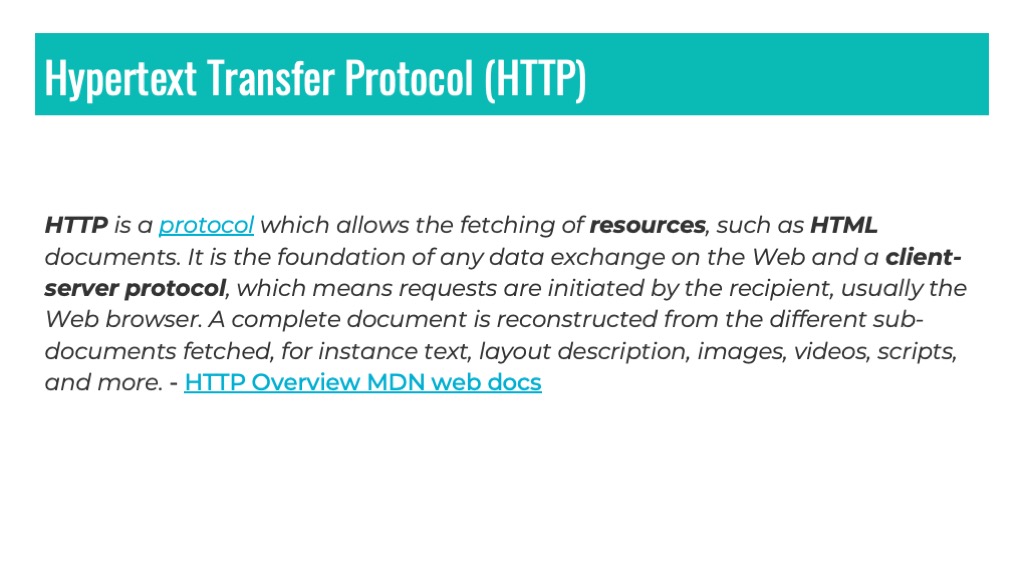 Hypertext Transfer Protocol (HTTP)
HTTP is a protocol which allows the fetching of resources, such as HTML
documents. It is the foundation of any data exchange on the Web and a client-
server protocol, which means requests are initiated by the recipient, usually the
Web browser. A complete document is reconstructed from the different sub-
documents fetched, for instance text, layout description, images, videos, scripts,
and more. - HTTP Overview MDN web docs